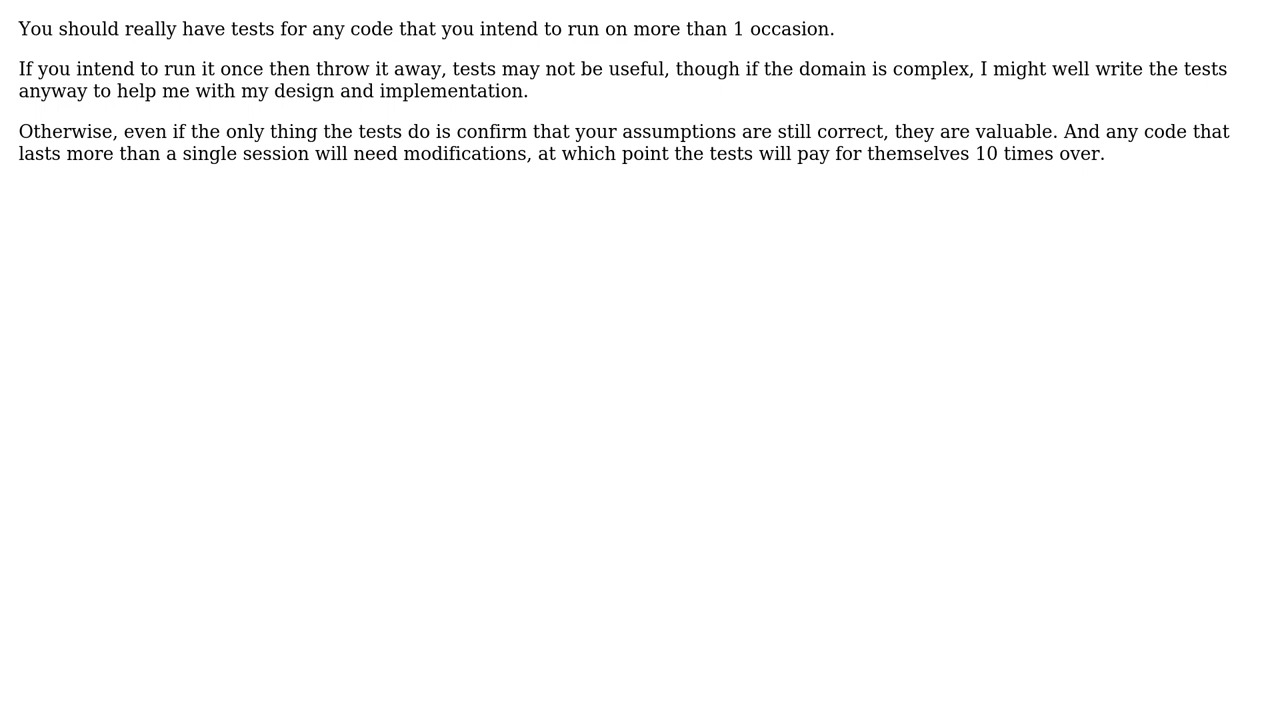 You should really have tests for any code that you intend to run on more than 1 occasion.
If you intend to run it once then throw it away, tests may not be useful, though if the domain is complex, I might well write the tests
anyway to help me with my design and implementation.
Otherwise, even if the only thing the tests do is confirm that your assumptions are still correct, they are valuable. And any code that
lasts more than a single session will need modifications, at which point the tests will pay for themselves 10 times over.